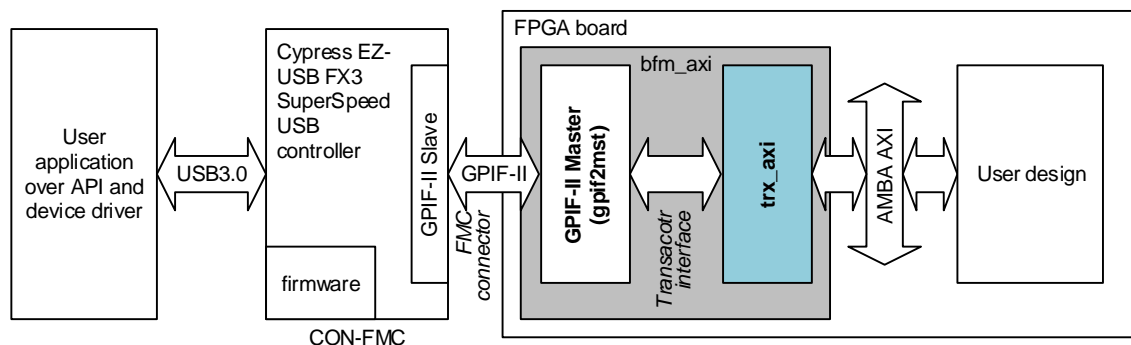 FPGA board
Cypress EZ-
USB FX3
SuperSpeed
USB
controller
bfm_axi
User
application
over API and
device driver
USB3.0
GPIF-II Slave
GPIF-II
GPIF-II Master
(gpif2mst)
trx_axi
AMBA AXI
User design
FMC
connector
Transacotr
interface
firmware
CON-FMC